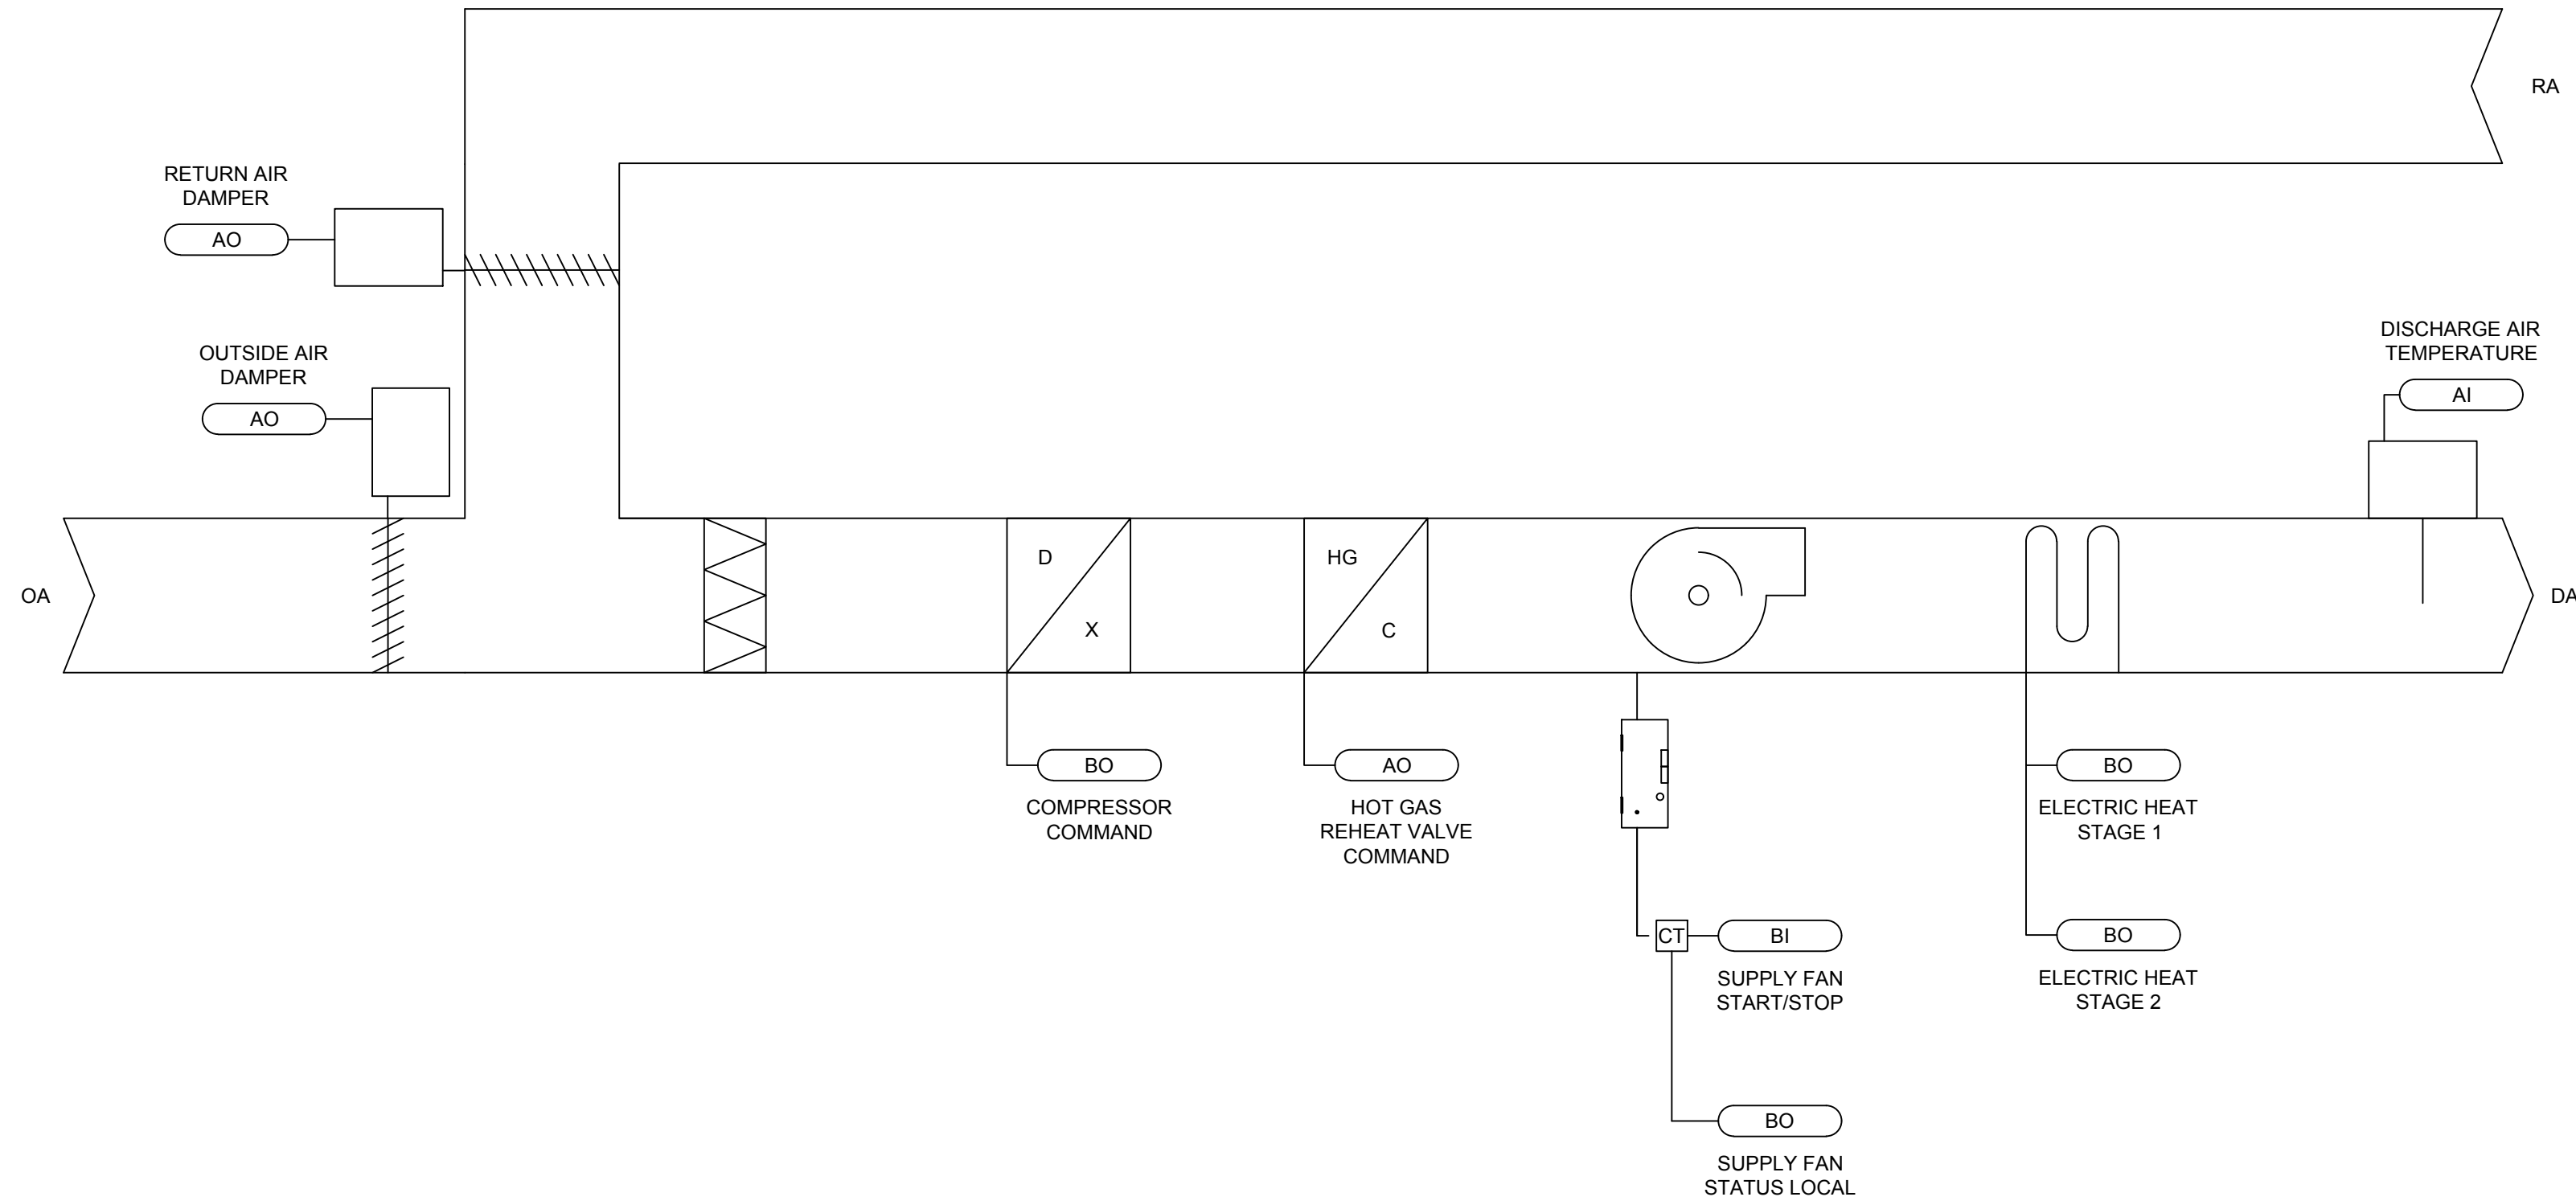 RA
RETURN AIR
DAMPER
AO
OUTSIDE AIR
DAMPER
AO
DISCHARGE AIR
TEMPERATURE
AI
OA
D
X
HG
C
DA
BO
COMPRESSOR
COMMAND
AO
HOT GAS
REHEAT VALVE
COMMAND
BO
ELECTRIC HEAT
STAGE 1
CT
BI
SUPPLY FAN
START/STOP
BO
ELECTRIC HEAT
STAGE 2
BO
SUPPLY FAN
STATUS LOCAL